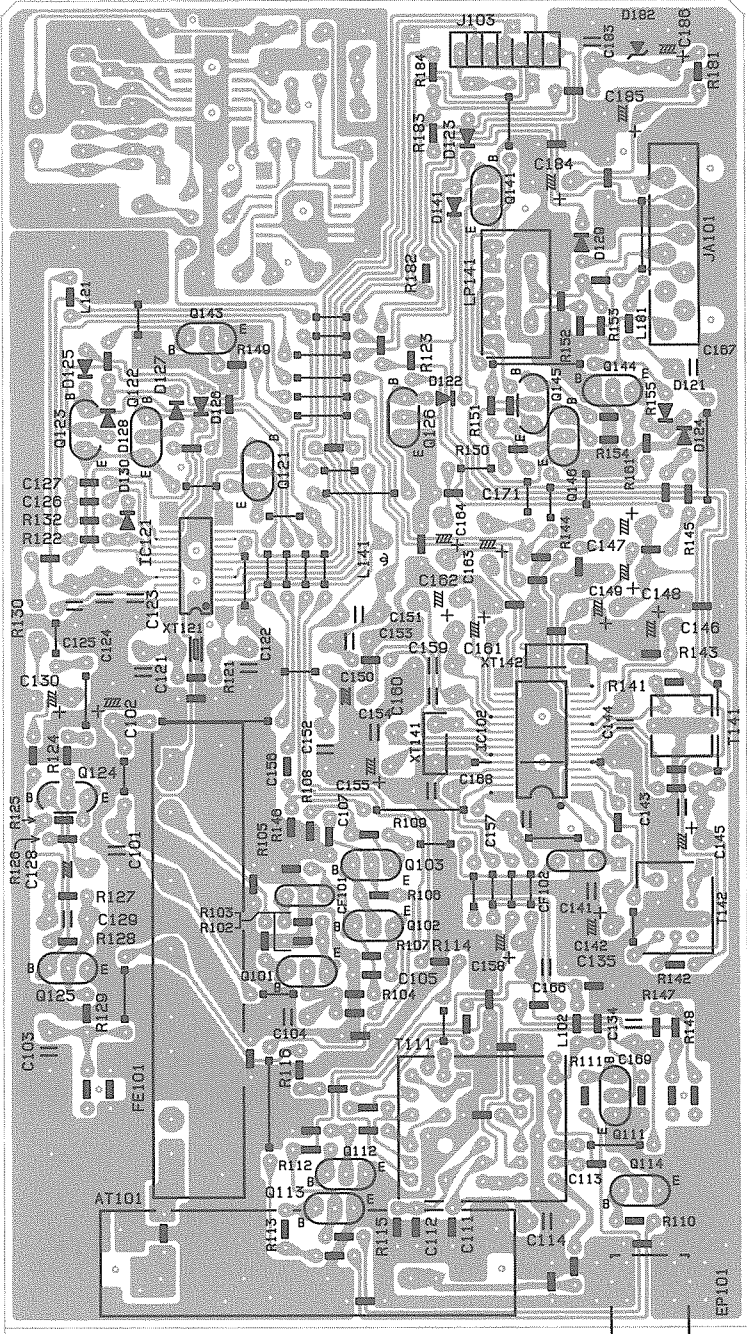 D182
J103
C183
C186
R184
R181
C185
R183
D123
C184
B
Q141
D141
E
D129
JA101
R182
LP141
L121
Q143
E
B
R149
R152
R153
L181
C187
R123
D125
Q122
D127
B
D126
Q123
D128
D130
E
B
D122
Q126
E
R151
B
Q145
E
Q144
B
E
R155
D121
D124
R154
R161
R150
Q146
B
Q121
E
C127
C126
R132
R122
IC121
C171
C184
R144
R145
L141
C163
C147
R130
C123
C162
C149
C148
C125
C124
XT121
C122
C151
C153
C159
C161
XT142
C146
R143
C130
C121
R121
C150
C160
R141
C102
C152
C154
XT141
IC102
C144
T141
R124
Q124
B
E
C156
R108
C155
C188
R125
R126
C128
C101
R105
R146
C107
R109
C157
C143
C145
Q103
E
B
R127
C129
R128
R103
R102
CF101
R106
CF102
C141
T142
Q102
E
B
C142
B
E
Q125
Q101
E
B
R107
R114
C105
C158
C135
R142
R129
R104
C166
R147
C103
C104
L102
C134
R148
T111
FE101
R116
R111
B
C169
E
Q111
R112
Q112
E
B
C113
Q114
B
E
AT101
Q113
E
B
R113
R115
C112
C111
C114
R110
EP101